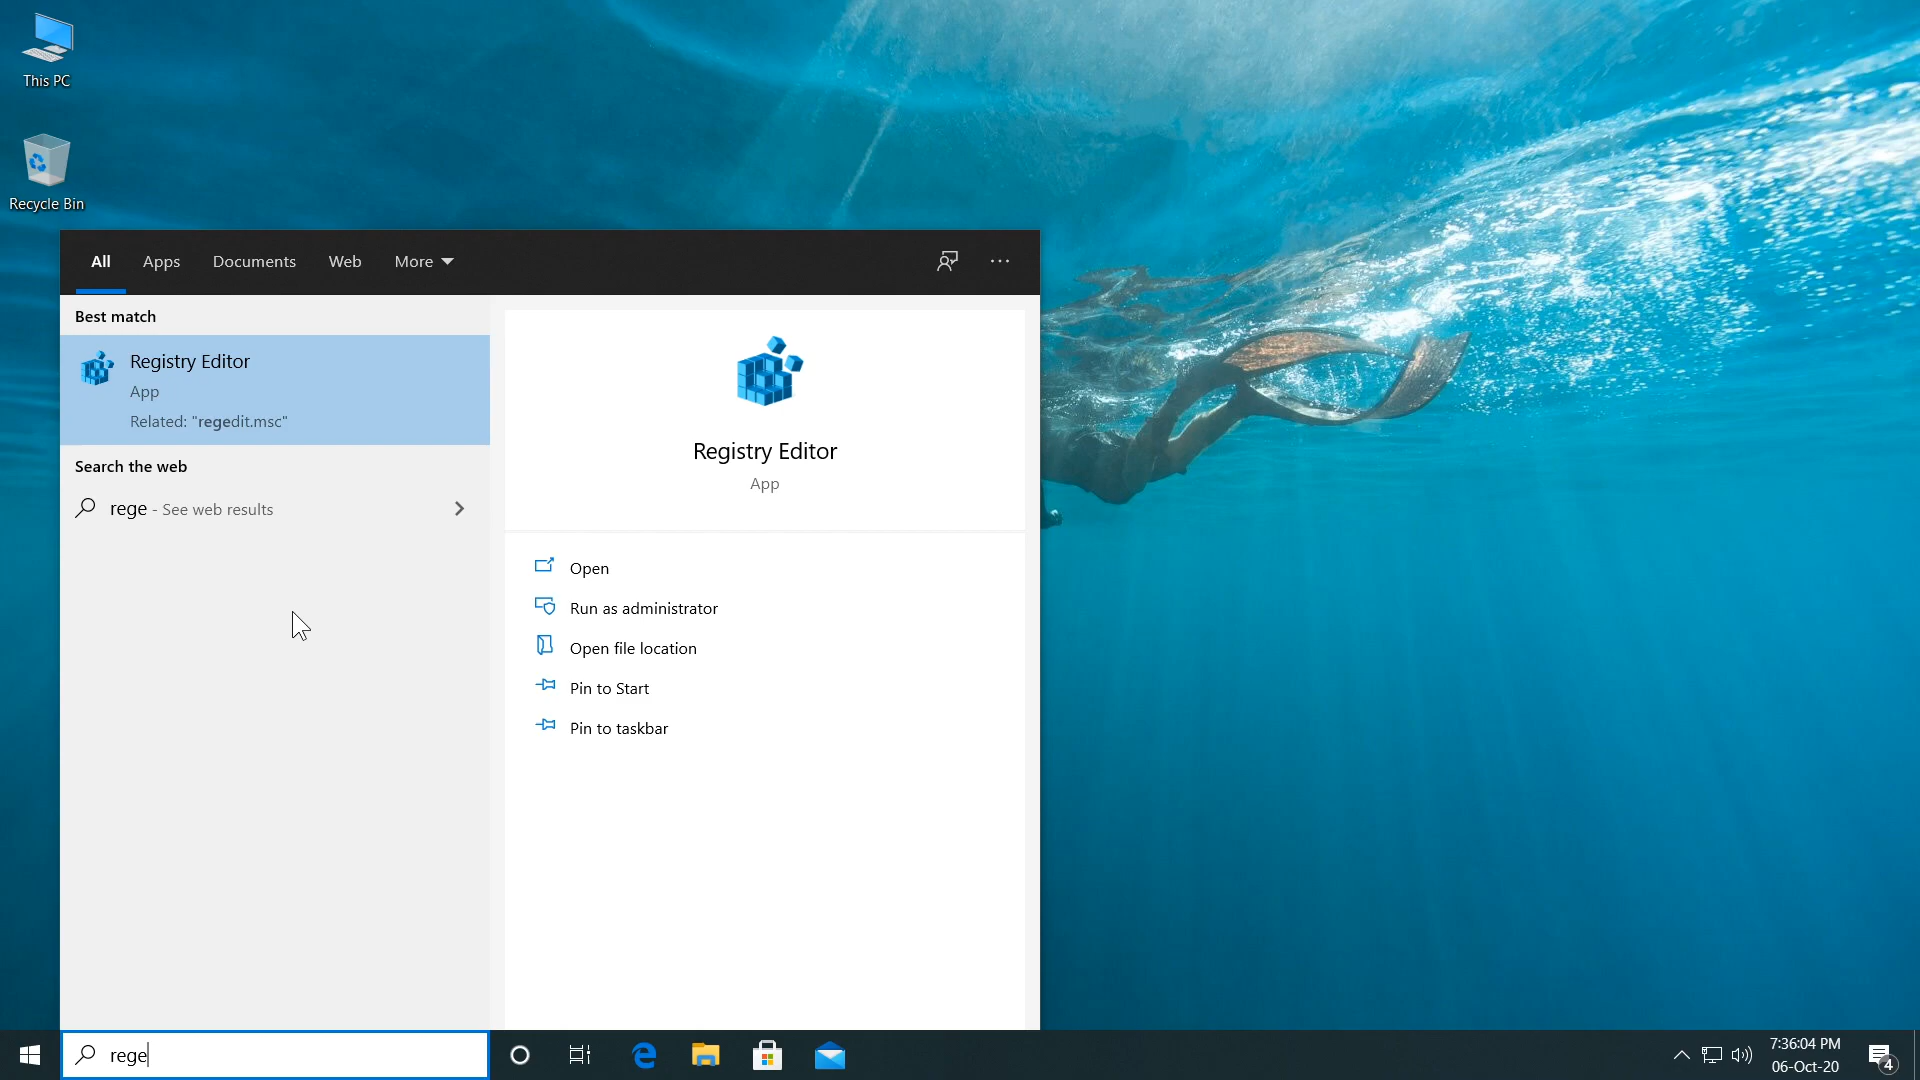 This PC
Recycle Bin
All Apps Documents Web More
Best match
Registry Editor
App
Related: "regedit.msc"
Search the web
rege - See web results
Registry Editor
App
Open
Run as administrator
Open file location
Pin to Start
Pin to taskbar
rege
7:36:04 PM
06-Oct-20
4